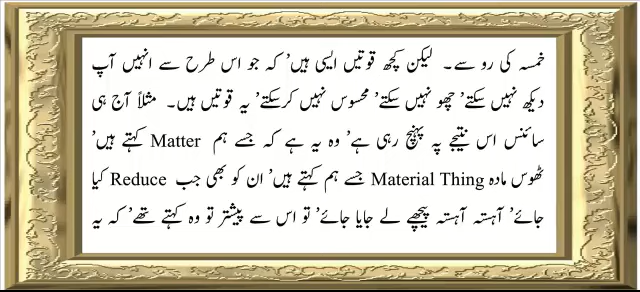 خمسہ کی رو سے۔ لیکن کچھ قوتیں ایسی ہیں’ کہ جو اس طرح سے انہیں آپ
دیکھ نہیں سکتے’ چھو نہیں سکتے’ محسوس نہیں کرسکتے’ یہ قوتیں ہیں۔ مثلاً آج ہی
سائنس اس نتیجے پہ پہنچ رہی ہے’ وہ یہ ہے کہ جسے ہم Matter کہتے ہیں’
ٹھوس مادہ Material Thing جسے ہم کہتے ہیں’ ان کو بھی جب Reduce کیا
جائے’ آہستہ آہستہ پیچھے لے جایا جائے’ تو اس سے پیشتر تو وہ کہتے تھے’ کہ یہ